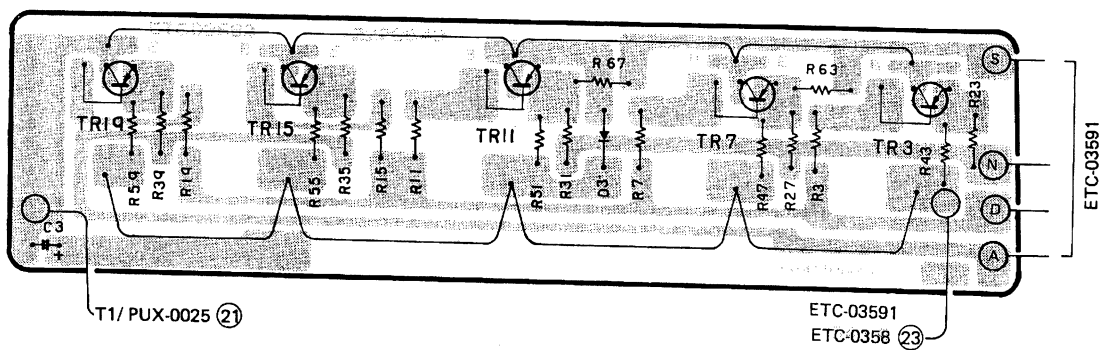 R67
R63
R23
S
TR19
TR15
TR11
TR7
TR3
R43
ETC-03591
N
R59
R39
R19
R55
R35
R15
R11
R51
R31
D3
R7
R47
R27
R3
D
C3
+
A
T1/ PUX-0025 21
ETC-03591
ETC-0358 23